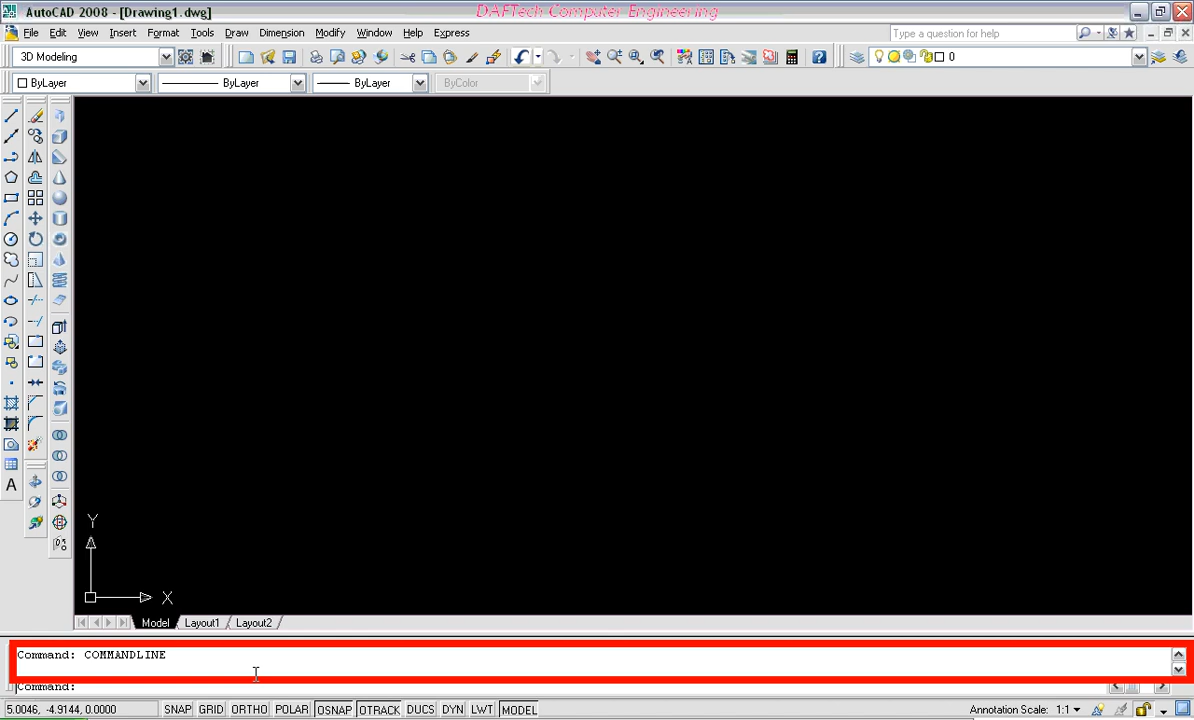 AutoCAD 2008 - [Drawing1.dwg]
DAFTech Computer Engineering
File Edit View Insert Format Tools Draw Dimension Modify Window Help Express
Type a question for help
3D Modeling
0
ByLayer
ByLayer
ByLayer
ByColor
A
Y
X
Model Layout1 Layout2
Command: COMMANDLINE
Command:
5.0046, -4.9144, 0.0000
SNAP GRID ORTHO POLAR OSNAP OTRACK DUCS DYN LWT MODEL
Annotation Scale: 1:1